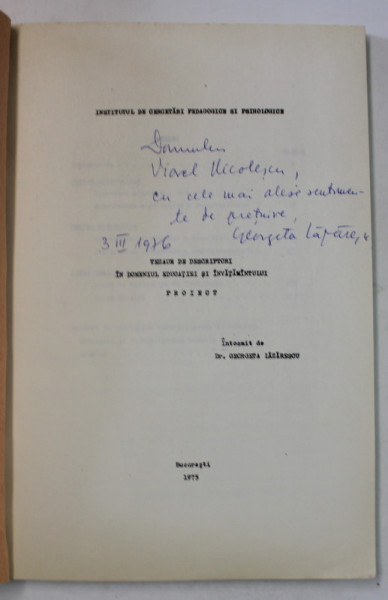 INSTITUTUL DE CERCETĂRI PEDAGOGICE SI PSIHOLOGICE
Domnului
Viorel Nicolescu,
cu cele mai alese sentimen-
te de prețuire,
3 III 1976 Georgeta Lăzărescu
TEZAUR DE DESCRIPTORI
ÎN DOMENIUL EDUCAȚIEI ȘI ÎNVĂȚĂMÎNTULUI
PROIECT
Întocmit de
Dr. GEORGETA LĂZĂRESCU
București
1975